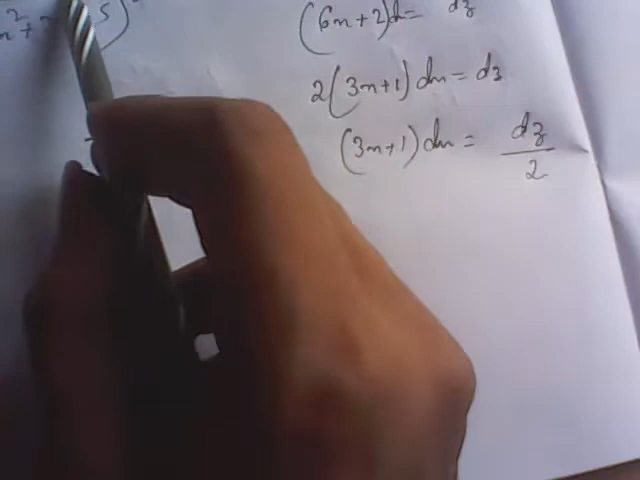 (6x+2)dx = dz
2(3x+1)dx = dz
(3x+1)dx = dz/2